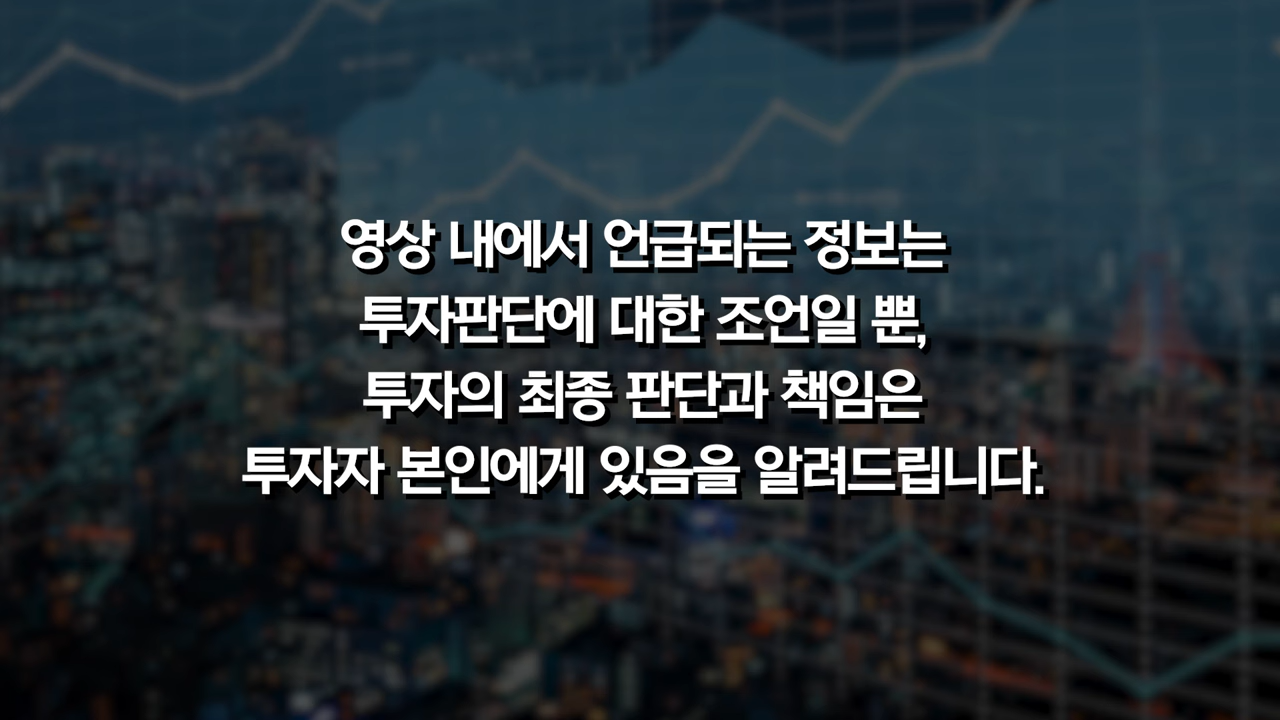 영상 내에서 언급되는 정보는
투자판단에 대한 조언일 뿐,
투자의 최종 판단과 책임은
투자자 본인에게 있음을 알려드립니다.